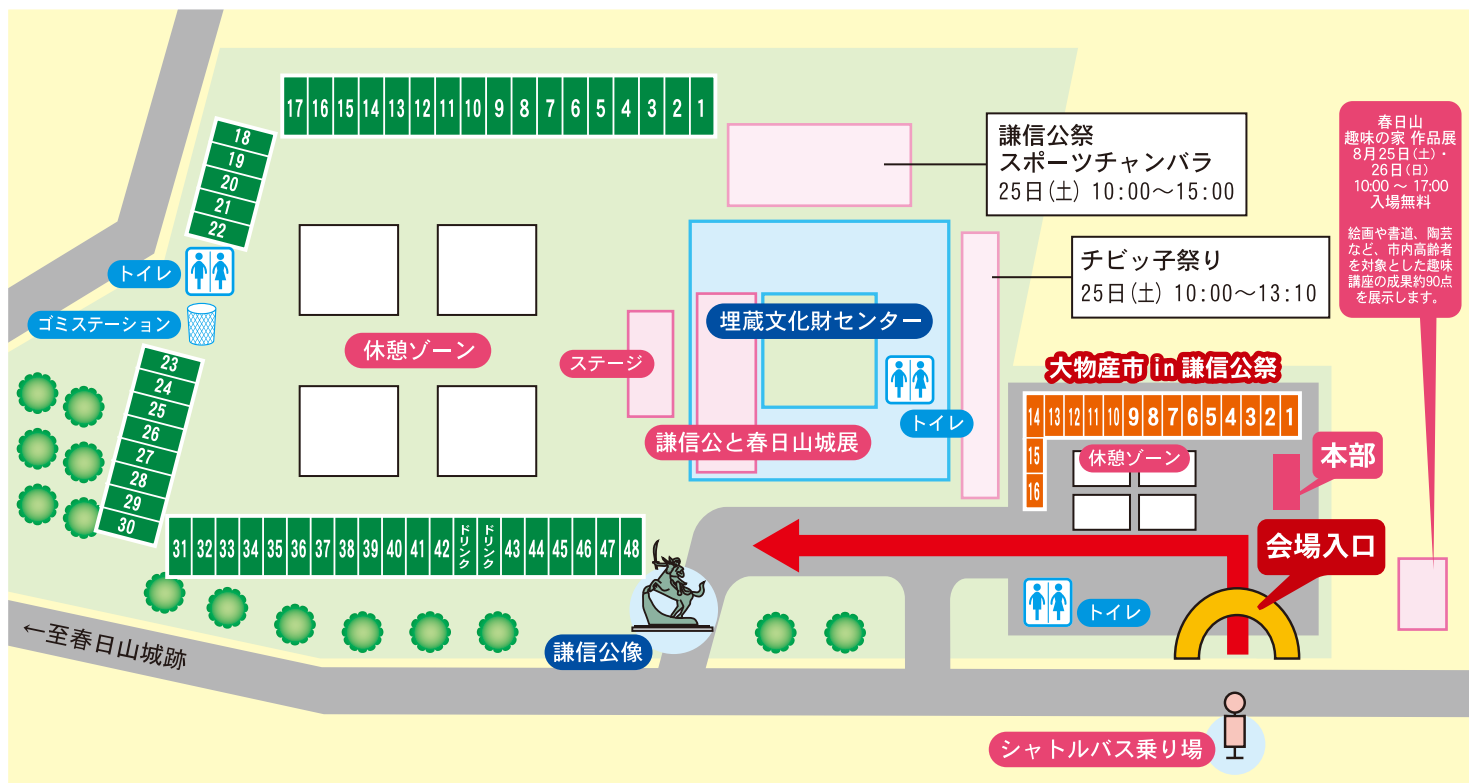 17 16 15 14 13 12 11 10 9 8 7 6 5 4 3 2 1
18
19
20
21
22
トイレ
ゴミステーション
23
24
25
26
27
28
29
30
31 32 33 34 35 36 37 38 39 40 41 42 ドリンク ドリンク 43 44 45 46 47 48
休憩ゾーン
ステージ
埋蔵文化財センター
謙信公と春日山城展
トイレ
謙信公祭
スポーツチャンバラ
25日(土) 10:00〜15:00
チビッ子祭り
25日(土) 10:00〜13:10
春日山
趣味の家 作品展
8月25日(土)・
26日(日)
10:00 〜 17:00
入場無料
絵画や書道、陶芸
など、市内高齢者
を対象とした趣味
講座の成果約90点
を展示します。
大物産市 in 謙信公祭
14 13 12 11 10 9 8 7 6 5 4 3 2 1
15
16
休憩ゾーン
本部
会場入口
トイレ
謙信公像
←至春日山城跡
シャトルバス乗り場